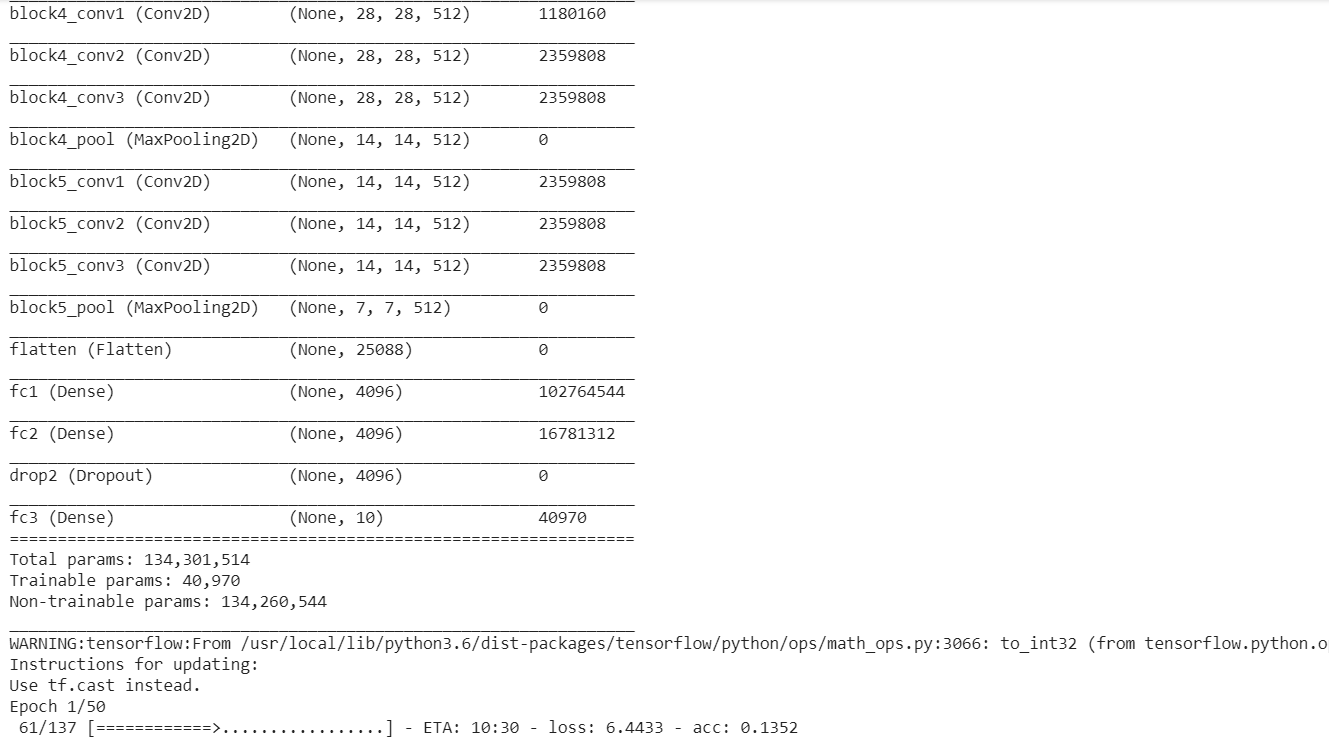 block4_conv1 (Conv2D) (None, 28, 28, 512) 1180160
block4_conv2 (Conv2D) (None, 28, 28, 512) 2359808
block4_conv3 (Conv2D) (None, 28, 28, 512) 2359808
block4_pool (MaxPooling2D) (None, 14, 14, 512) 0
block5_conv1 (Conv2D) (None, 14, 14, 512) 2359808
block5_conv2 (Conv2D) (None, 14, 14, 512) 2359808
block5_conv3 (Conv2D) (None, 14, 14, 512) 2359808
block5_pool (MaxPooling2D) (None, 7, 7, 512) 0
flatten (Flatten) (None, 25088) 0
fc1 (Dense) (None, 4096) 102764544
fc2 (Dense) (None, 4096) 16781312
drop2 (Dropout) (None, 4096) 0
fc3 (Dense) (None, 10) 40970
=================================================================
Total params: 134,301,514
Trainable params: 40,970
Non-trainable params: 134,260,544
_________________________________________________________________
WARNING:tensorflow:From /usr/local/lib/python3.6/dist-packages/tensorflow/python/ops/math_ops.py:3066: to_int32 (from tensorflow.python.o
Instructions for updating:
Use tf.cast instead.
Epoch 1/50
61/137 [============>.................] - ETA: 10:30 - loss: 6.4433 - acc: 0.1352